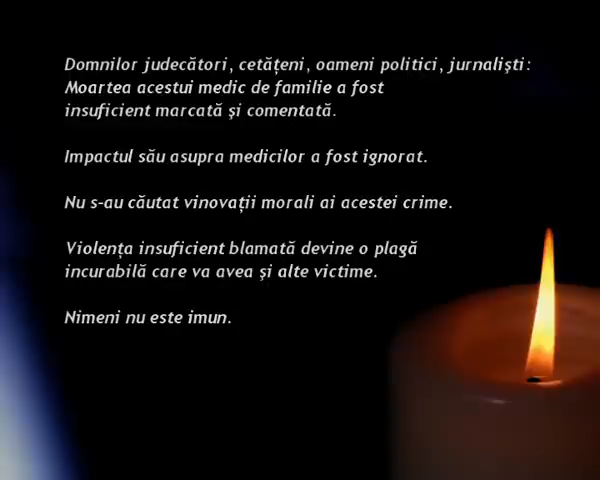 Domnilor judecători, cetățeni, oameni politici, jurnaliști:
Moartea acestui medic de familie a fost
insuficient marcată și comentată.
Impactul său asupra medicilor a fost ignorat.
Nu s-au căutat vinovații morali ai acestei crime.
Violența insuficient blamată devine o plagă
incurabilă care va avea și alte victime.
Nimeni nu este imun.